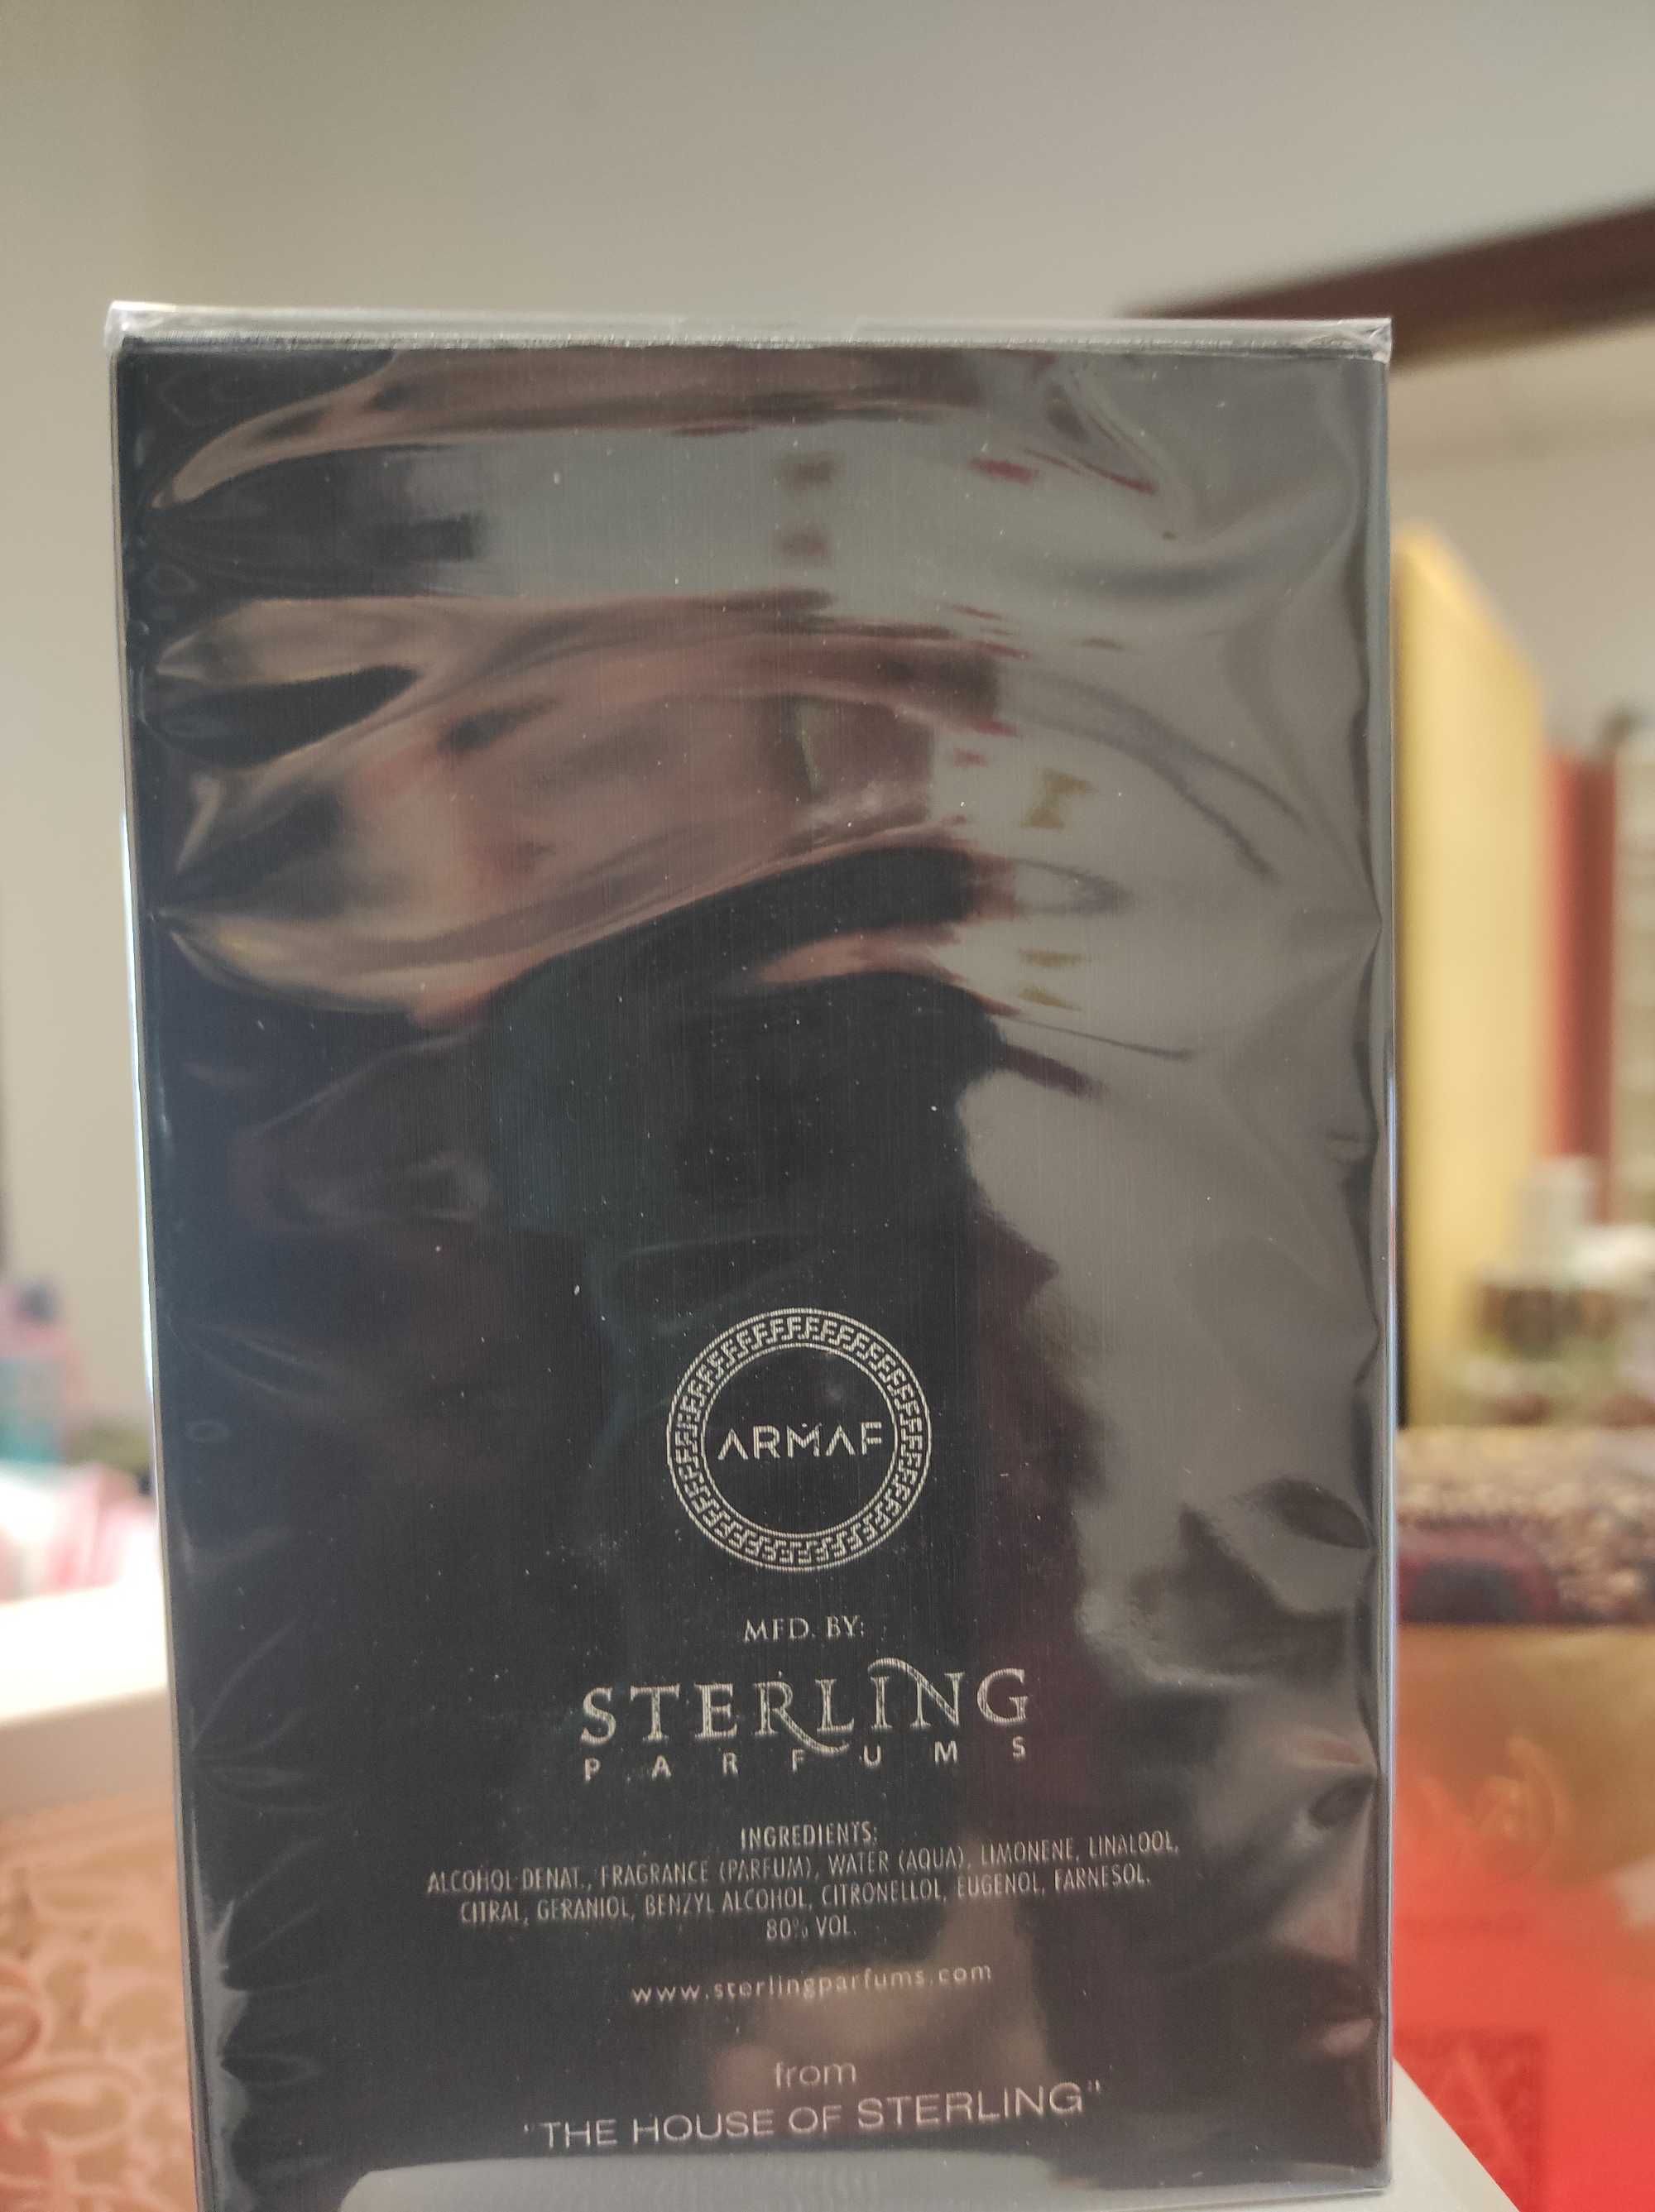 ARMAF
MFD. BY:
STERLING
PARFUMS
INGREDIENTS:
ALCOHOL DENAT., FRAGRANCE (PARFUM), WATER (AQUA), LIMONENE, LINALOOL,
CITRAL, GERANIOL, BENZYL ALCOHOL, CITRONELLOL, EUGENOL, FARNESOL.
80% VOL.
www.sterlingparfums.com
from
"THE HOUSE OF STERLING"